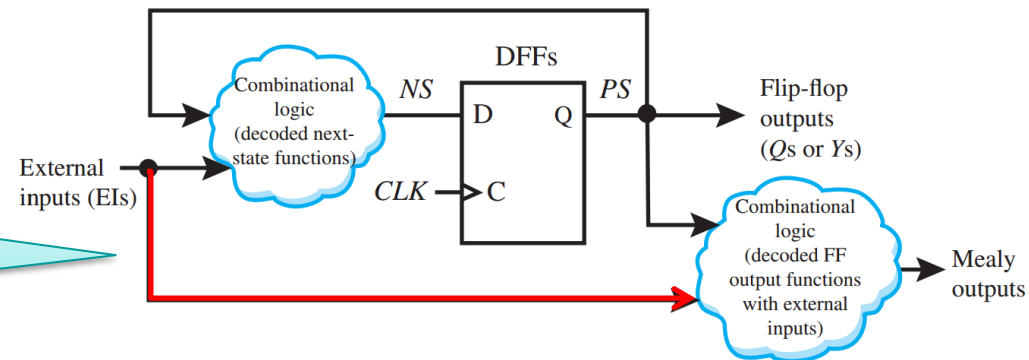 Combinational
logic
(decoded next-
state functions)
NS
DFFs
D
Q
CLK
C
PS
Flip-flop
outputs
(Qs or Ys)
External
inputs (EIs)
Combinational
logic
(decoded FF
output functions
with external
inputs)
Mealy
outputs